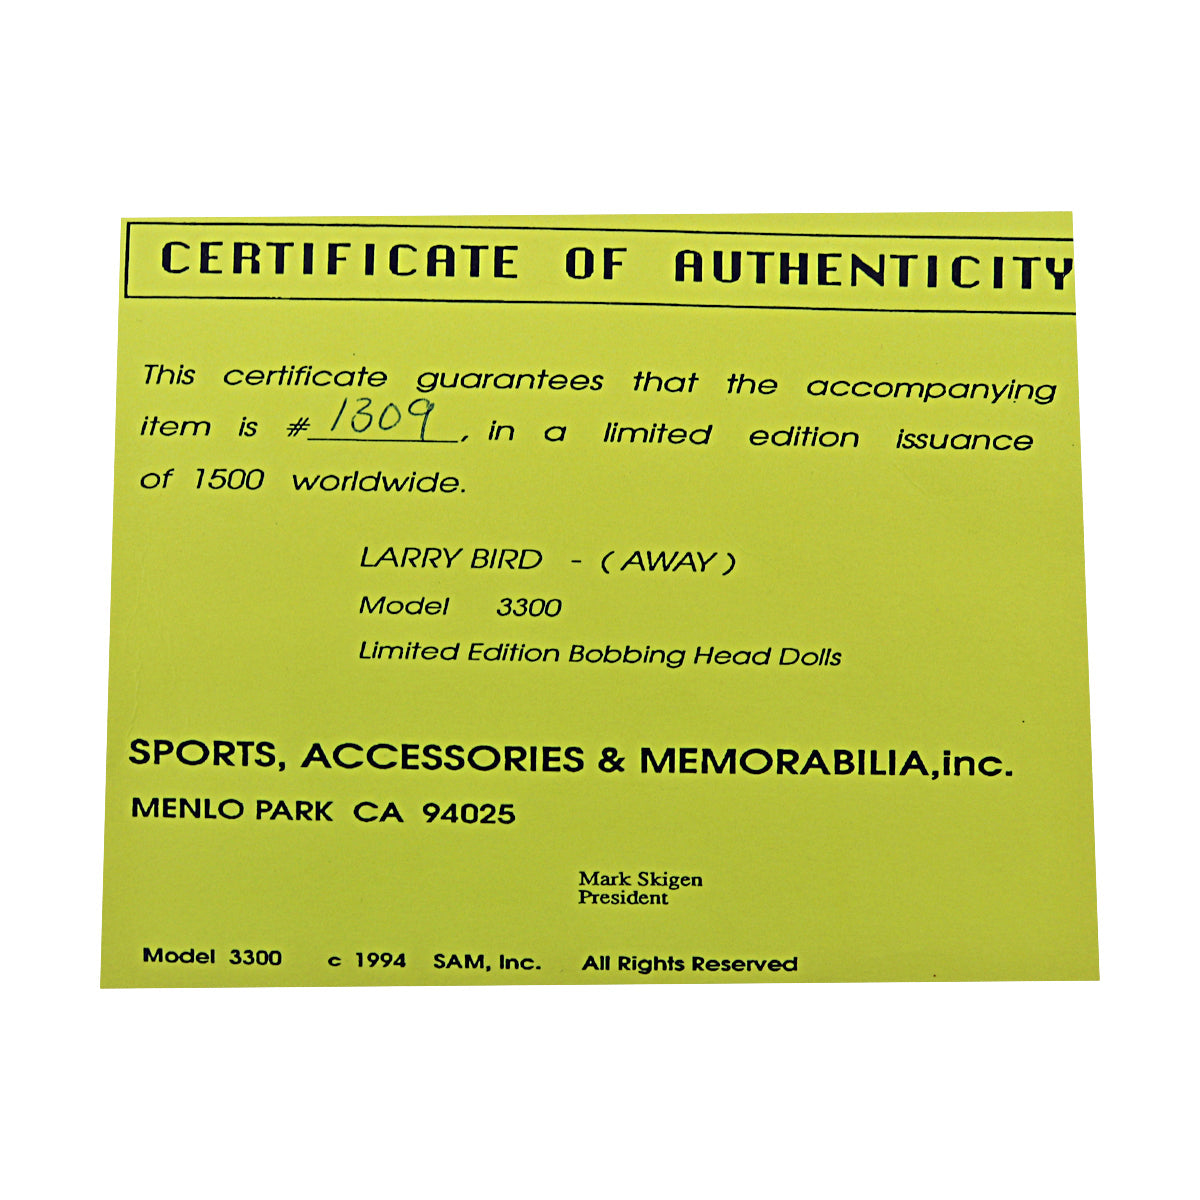 CERTIFICATE OF AUTHENTICITY
This certificate guarantees that the accompanying
item is #1309, in a limited edition issuance
of 1500 worldwide.
LARRY BIRD - ( AWAY )
Model 3300
Limited Edition Bobbing Head Dolls
SPORTS, ACCESSORIES & MEMORABILIA,inc.
MENLO PARK CA 94025
Mark Skigen
President
Model 3300 c 1994 SAM, Inc. All Rights Reserved